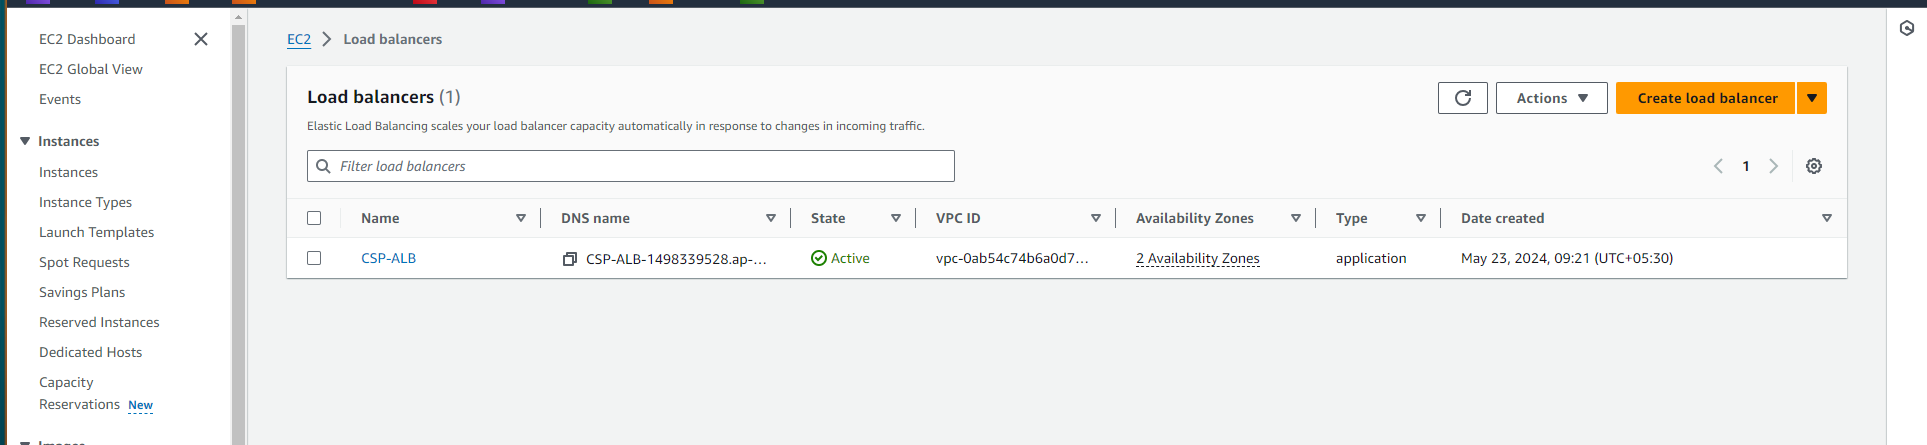 EC2 Dashboard
EC2 Global View
Events
Instances
Instances
Instance Types
Launch Templates
Spot Requests
Savings Plans
Reserved Instances
Dedicated Hosts
Capacity
Reservations New
Images
EC2 > Load balancers
Load balancers (1)
Actions
Create load balancer
Elastic Load Balancing scales your load balancer capacity automatically in response to changes in incoming traffic.
Filter load balancers
1
Name DNS name State VPC ID Availability Zones Type Date created
CSP-ALB CSP-ALB-1498339528.ap-... Active vpc-0ab54c74b6a0d7... 2 Availability Zones application May 23, 2024, 09:21 (UTC+05:30)